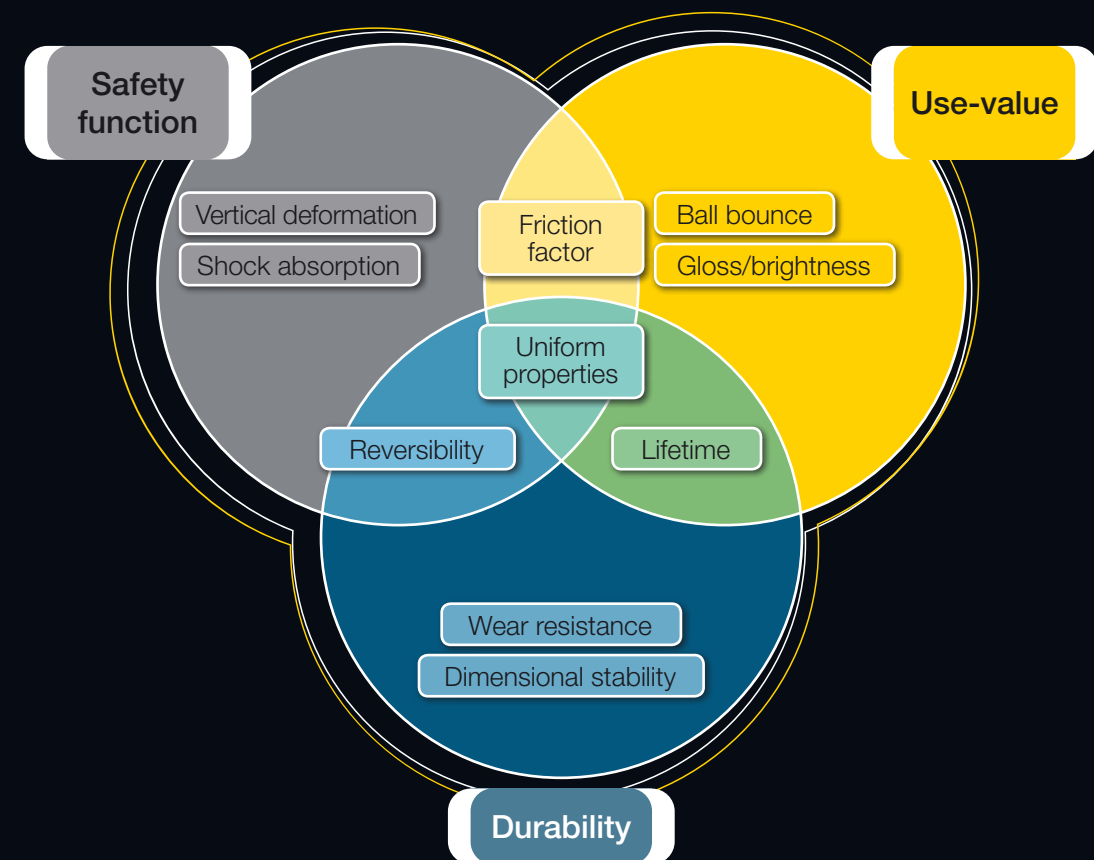 Safety
function
Use-value
Vertical deformation
Shock absorption
Friction
factor
Ball bounce
Gloss/brightness
Uniform
properties
Reversibility
Lifetime
Wear resistance
Dimensional stability
Durability